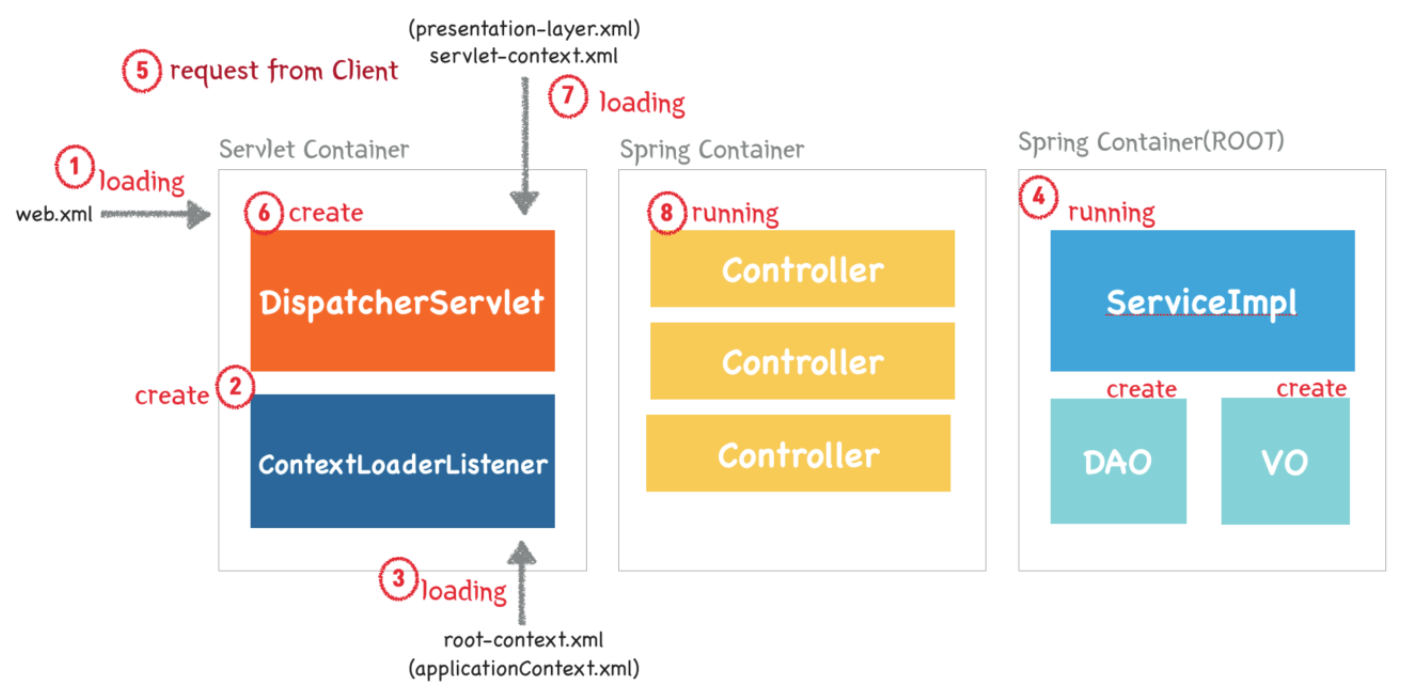 (presentation-layer.xml)
servlet-context.xml
5 request from Client
7 loading
Servlet Container
Spring Container
Spring Container(ROOT)
1 loading
web.xml
6 create
8 running
4 running
DispatcherServlet
Controller
Controller
Controller
ServiceImpl
create 2
ContextLoaderListener
create
create
DAO
VO
3 loading
root-context.xml
(applicationContext.xml)